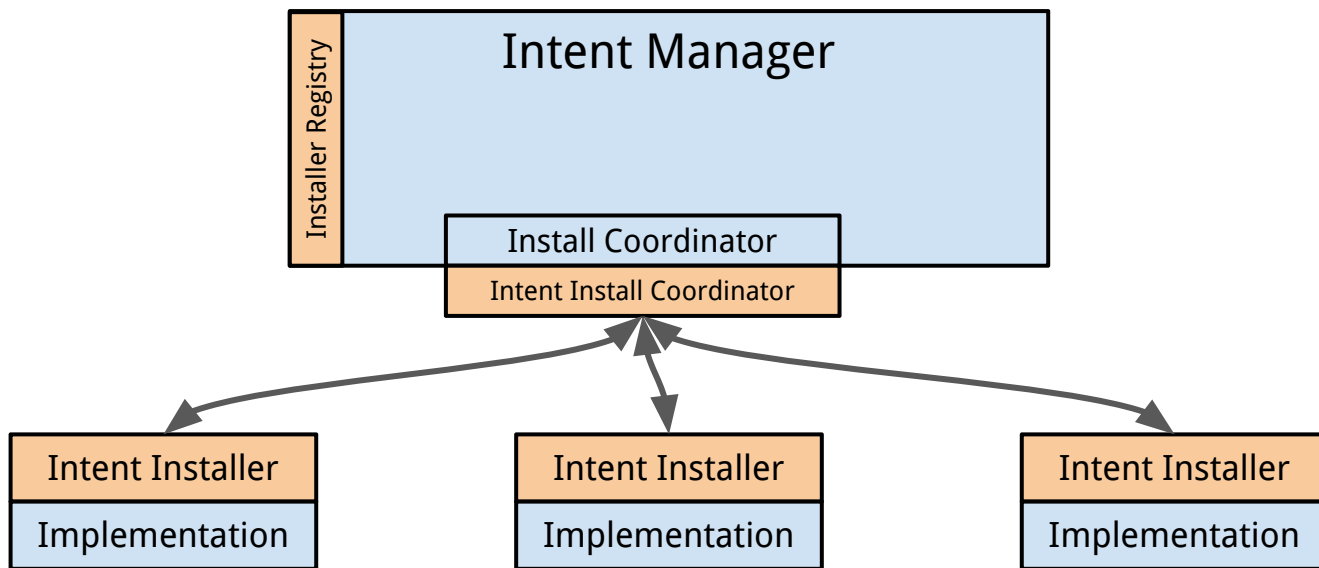 Intent Manager
Installer Registry
Install Coordinator
Intent Install Coordinator
Intent Installer
Implementation
Intent Installer
Implementation
Intent Installer
Implementation